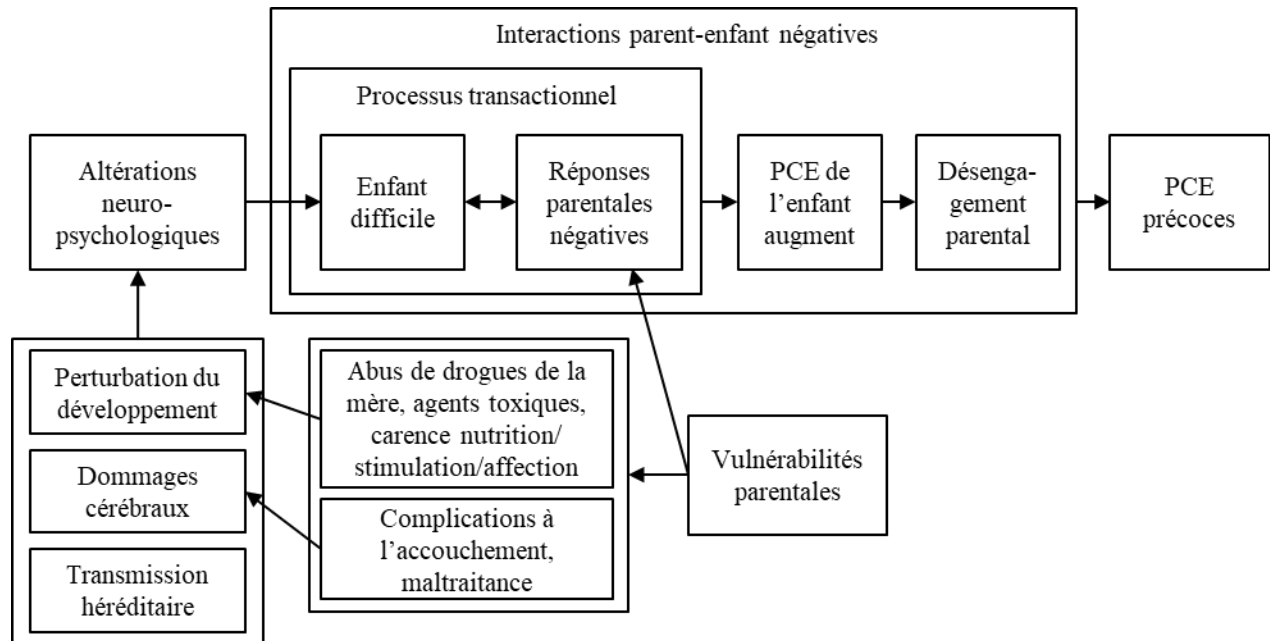 Interactions parent-enfant négatives
Processus transactionnel
Altérations
neuro-
psychologiques
Enfant
difficile
Réponses
parentales
négatives
PCE de
l’enfant
augment
Désenga-
gement
parental
PCE
précoces
Perturbation du
développement
Dommages
cérébraux
Transmission
héréditaire
Abus de drogues de la
mère, agents toxiques,
carence nutrition/
stimulation/affection
Complications à
l’accouchement,
maltraitance
Vulnérabilités
parentales